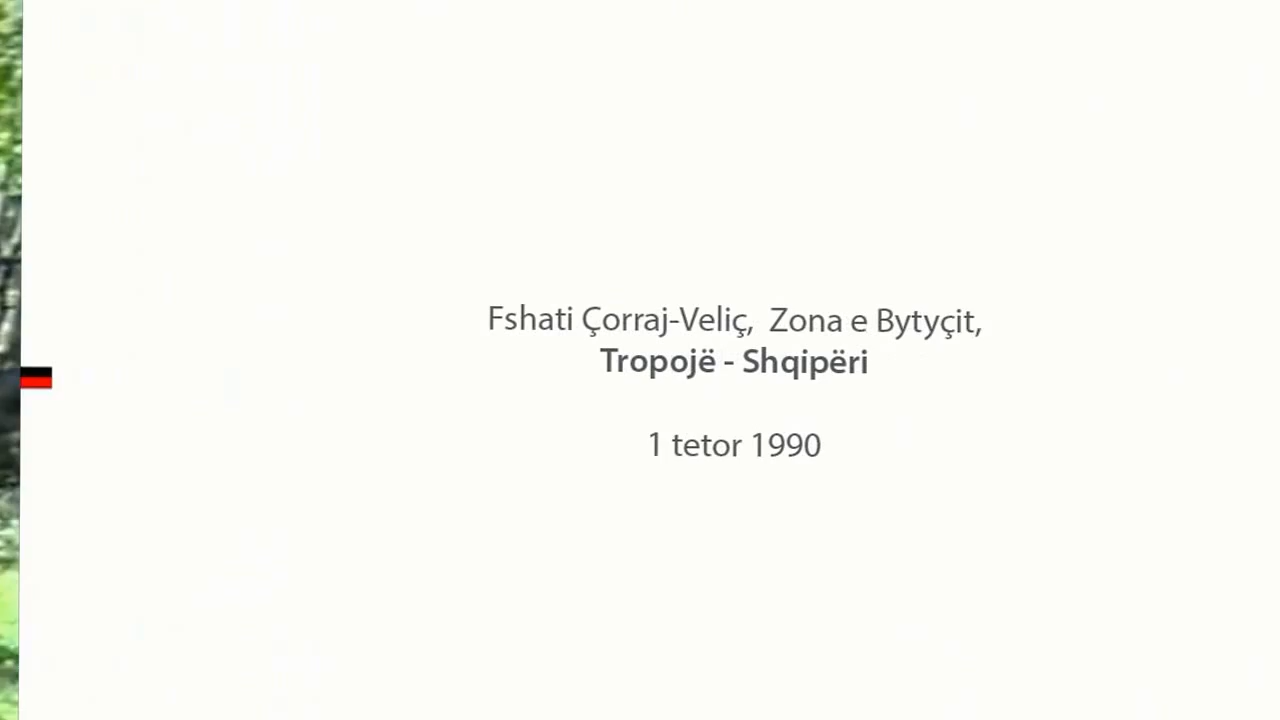 Fshati Çorraj-Veliç, Zona e Bytyçit,
Tropojë - Shqipëri
1 tetor 1990